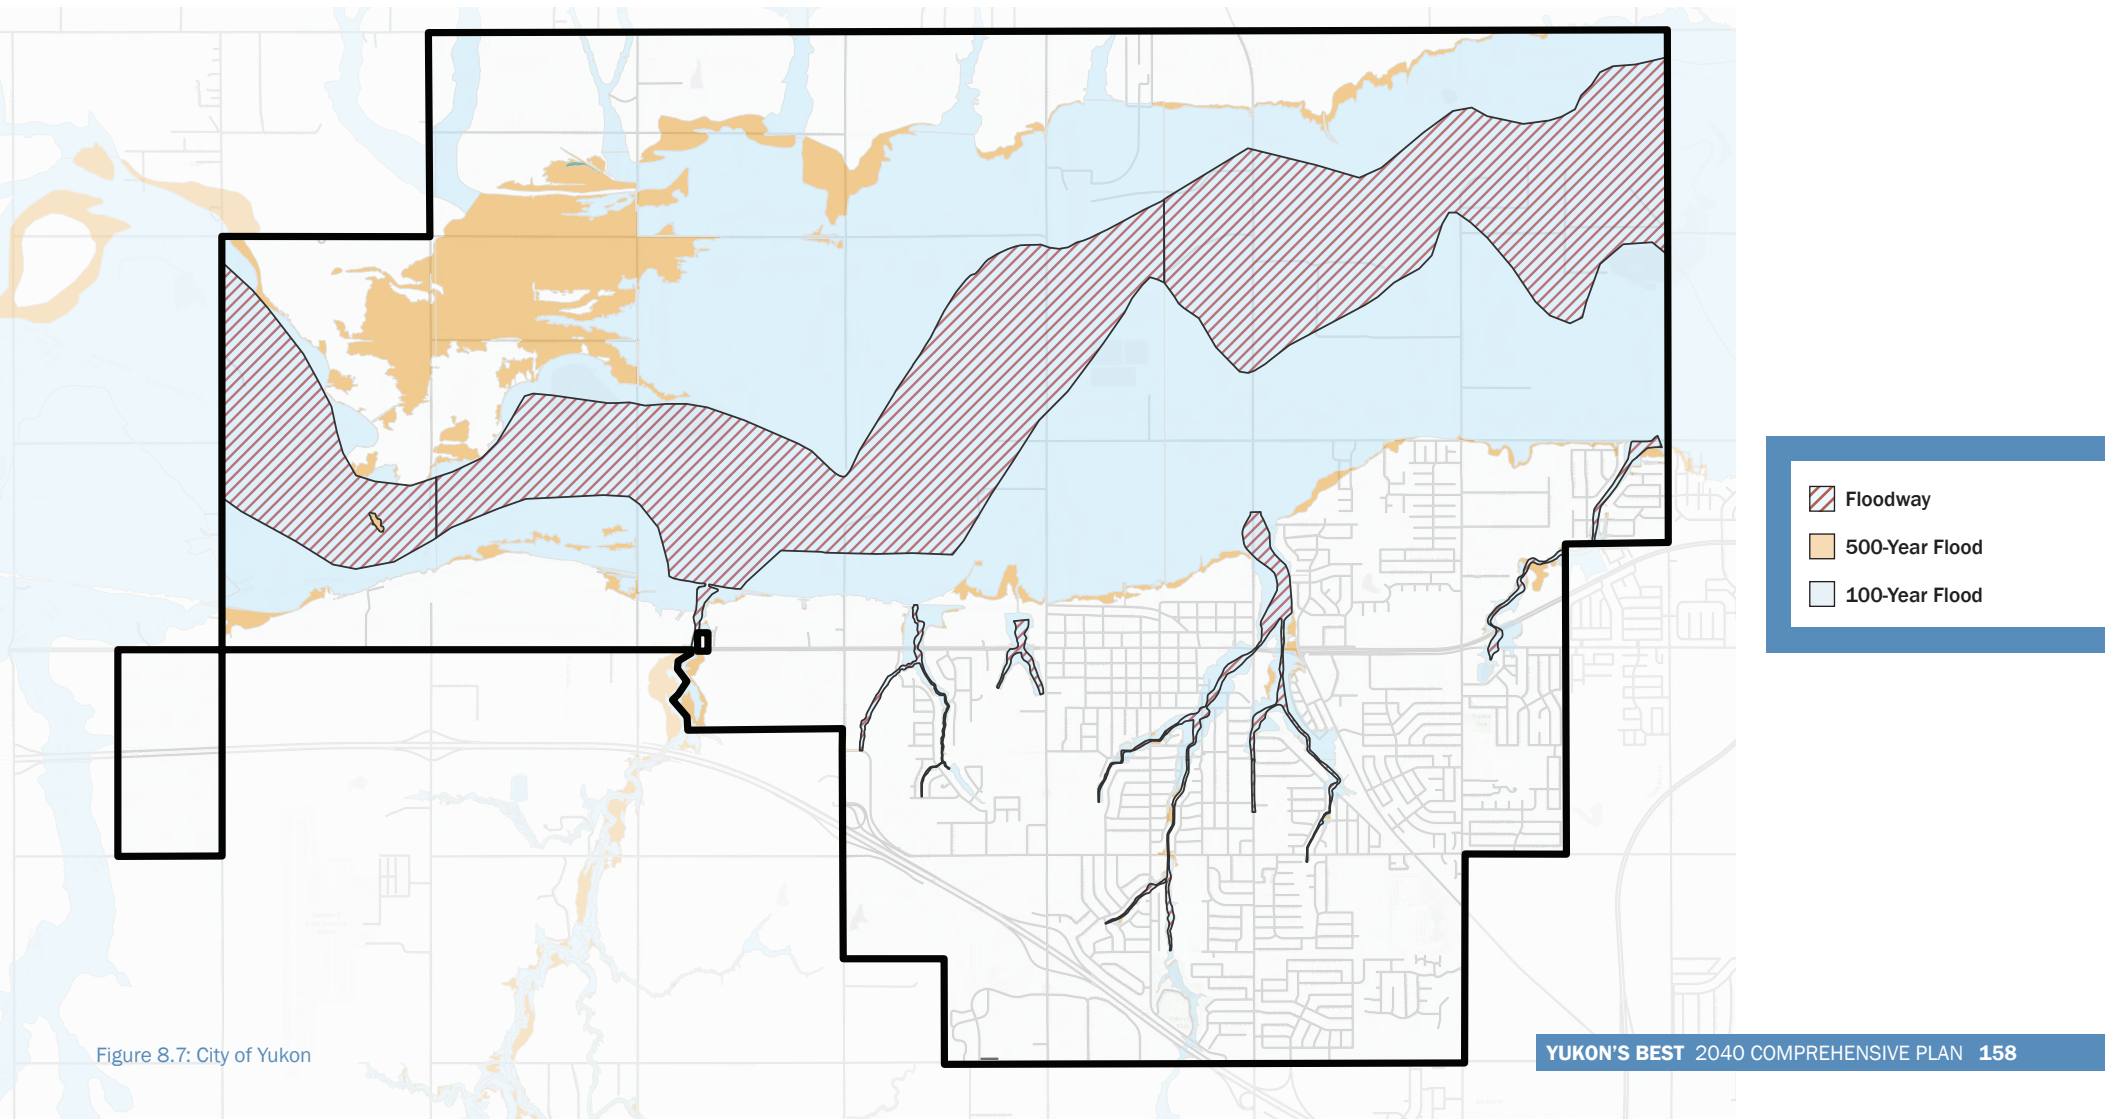 Floodway
500-Year Flood
100-Year Flood
Figure 8.7: City of Yukon
YUKON'S BEST 2040 COMPREHENSIVE PLAN 158